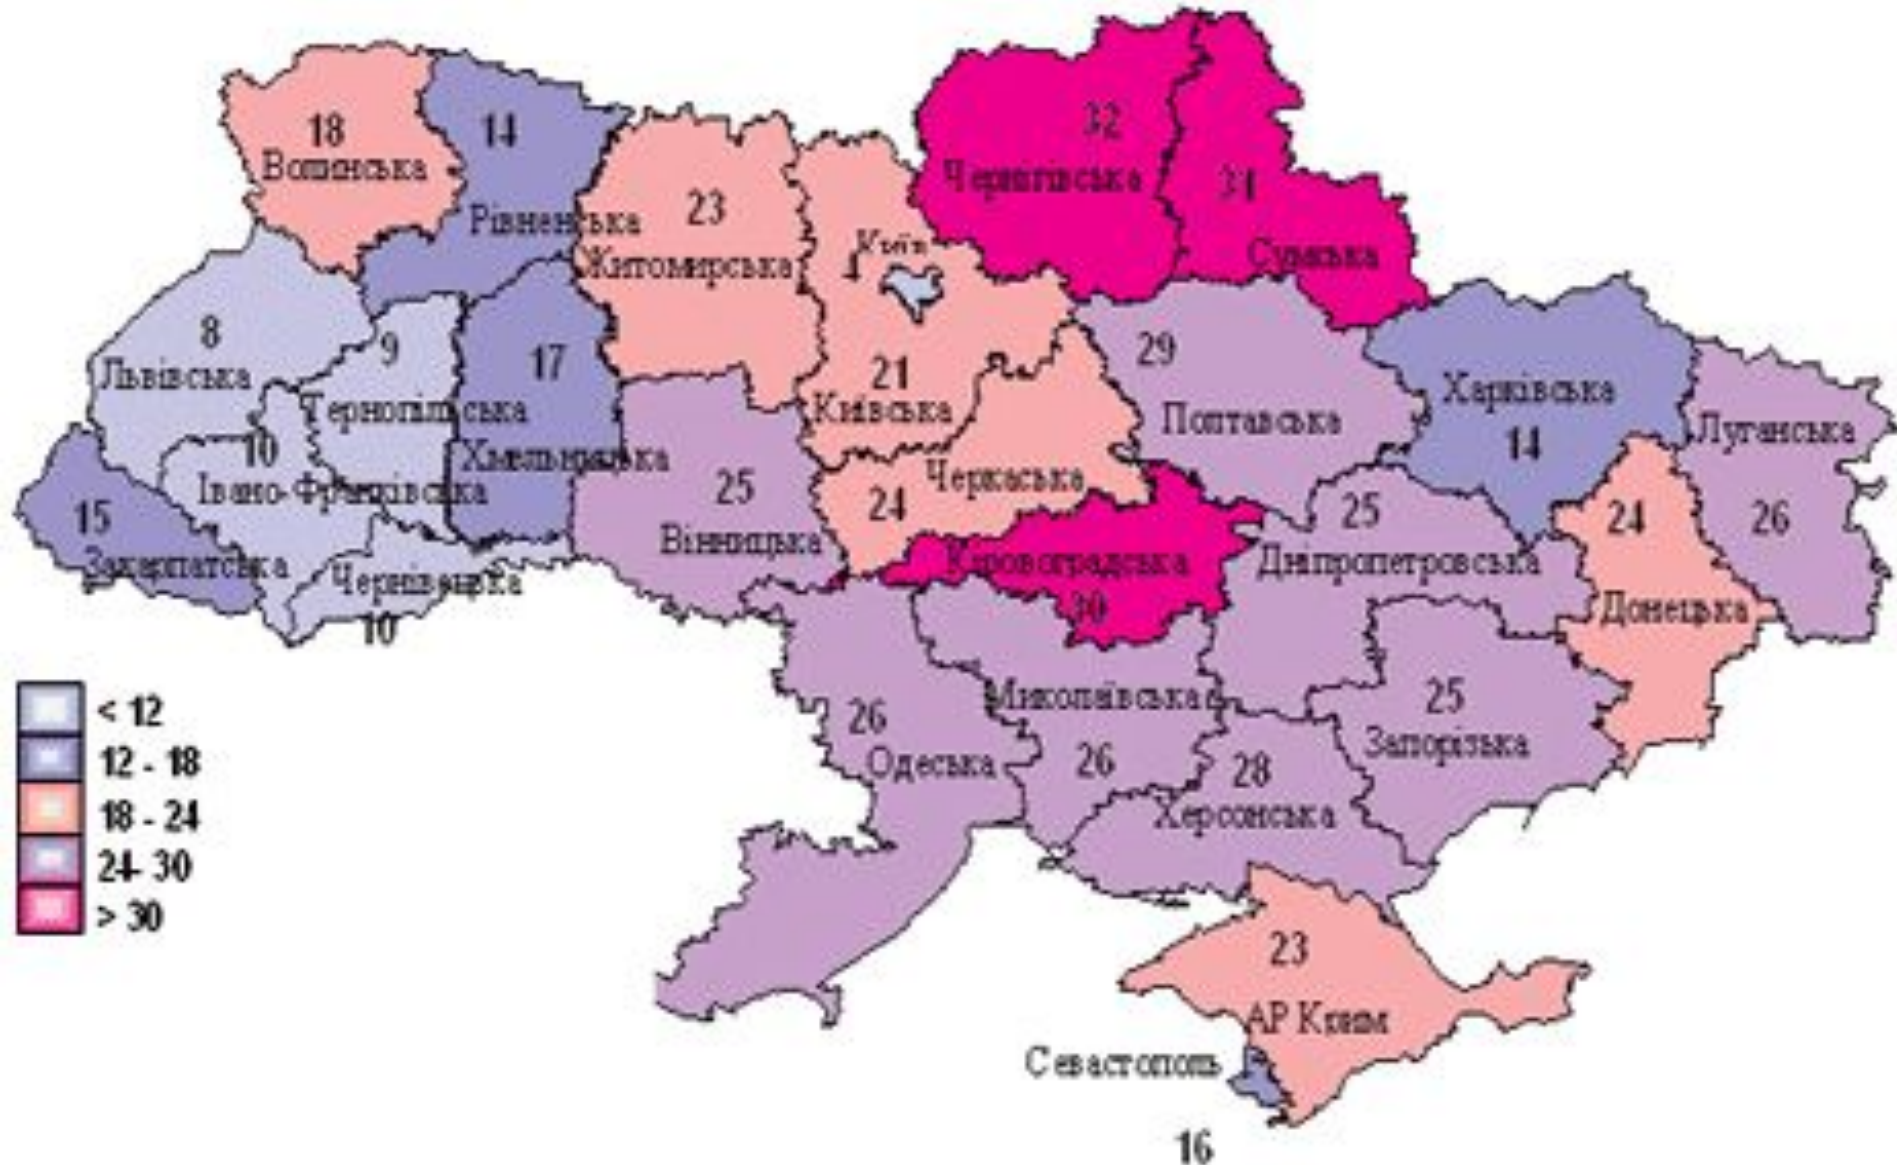 32
18
14
Волинська
Чернігівська
31
23
Рівненська
Київ
Сумська
4
Житомирська
8
9
17
29
21
Львівська
Харківська
Тернопільська
Київська
Полтавська
Луганська
10
14
Хмельницька
Черкаська
Івано-Франківська
25
24
25
24
26
15
Вінницька
Закарпатська
Кіровоградська
Дніпропетровська
Чернівецька
30
Донецька
10
Миколаївська
25
26
Запорізька
< 12
12 - 18
18 - 24
24- 30
> 30
Одеська
26
28
Херсонська
23
АР Крим
Севастополь
16